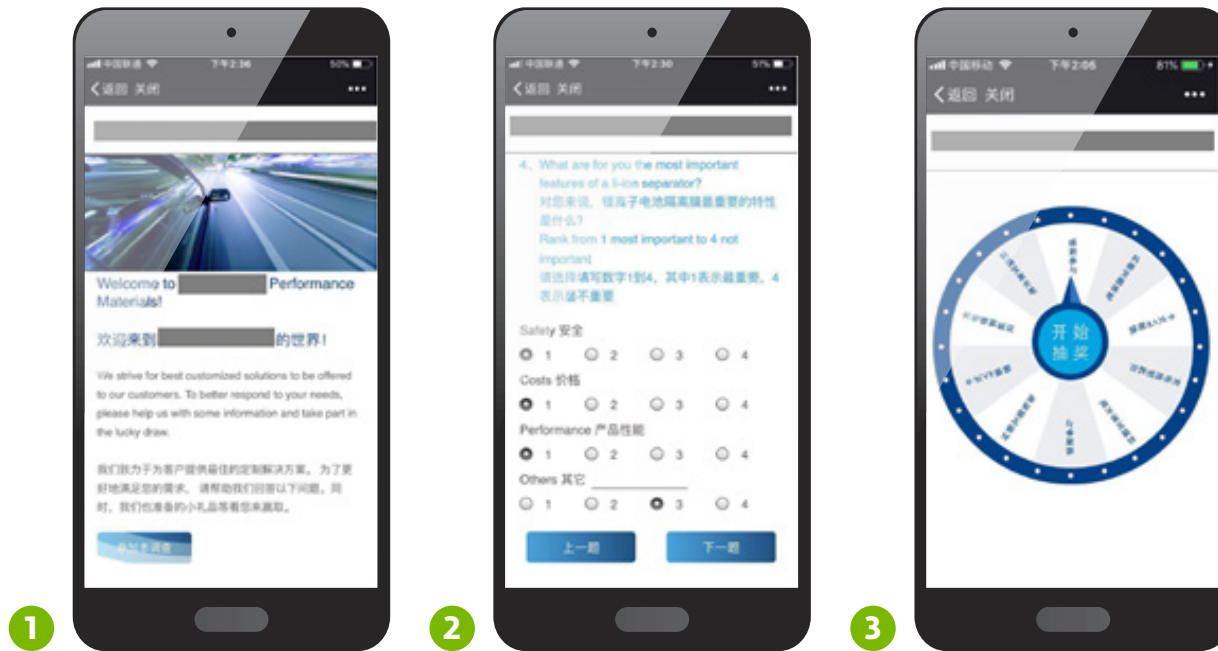 中国联通 下午2:36 50%
返回 关闭
Welcome to Performance
Materials!
欢迎来到 的世界!
We strive for best customized solutions to be offered
to our customers. To better respond to your needs,
please help us with some information and take part in
the lucky draw.
我们致力于为客户提供最佳的定制解决方案。 为了更
好地满足您的需求, 请帮助我们回答以下问题。同
时, 我们也准备的小礼品等着您来赢取。
1
中国联通 下午2:30 51%
返回 关闭
4、What are for you the most important
features of a li-ion separator?
对您来说, 锂离子电池隔离膜最重要的特性
是什么?
Rank from 1 most important to 4 not
important
请选择填写数字1到4, 其中1表示最重要, 4
表示最不重要
Safety 安全
1 2 3 4
Costs 价格
1 2 3 4
Performance 产品性能
1 2 3 4
Others 其它
1 2 3 4
上一题 下一题
2
中国移动 下午2:05 81%
返回 关闭
开始
抽奖
3